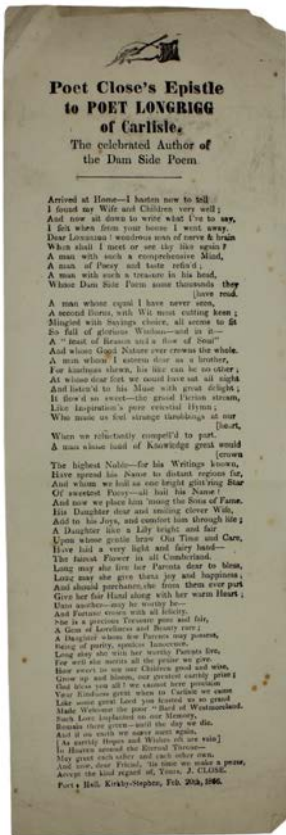 Poet Close's Epistle
to POET LONGRIGG
of Carlisle.
The celebrated Author of
the Dam Side Poem
Arrived at Home—I hasten now to tell
I found my Wife and Children very well;
And now sit down to write what I've to say,
I felt when from your house I went away.
Dear Longrigg! wondrous man of nerve & brain
When shall I meet or see thy like again?
A man with such a comprehensive Mind,
A man of Poesy and taste refin'd;
A man with such a treasure in his head,
Whose Dam Side Poem some thousands they
[have read.
A man whose equal I have never seen,
A second Burns, with Wit most cutting keen;
Mingled with Sayings choice, all seems to fit
So full of glorious Wisdom—and in it—
A "feast of Reason and a flow of Soul"
And whose Good Nature ever crowns the whole.
A man whom I esteem dear as a brother,
For kindness shewn, his like can be no other;
At whose dear feet we could have sat all night
And listen'd to his Muse with great delight;
It flow'd so sweet—the grand Pierian stream,
Like Inspiration's pure celestial Hymn;
Who made us feel strange throbbings at our
[heart,
When we reluctantly compell'd to part.
A man whose load of Knowledge great would
[crown
The highest Noble—for his Writings known,
Have spread his Name to distant regions far,
And whom we hail as one bright glitt'ring Star
Of sweetest Poesy—all hail his Name!
And now we place him 'mong the Sons of Fame.
His Daughter dear and smiling clever Wife,
Add to his Joys, and comfort him through life;
A Daughter like a Lily bright and fair
Upon whose gentle brow Old Time and Care,
Have laid a very light and fairy hand—
The fairest Flower in all Cumberland.
Long may she live her Parents dear to bless,
Long may she give them joy and happiness;
And should purchaser, she from them ever part
Give her fair Hand along with her warm Heart;
Unto another—may he worthy be—
And Fortune crown with all felicity.
She is a precious Treasure pure and fair,
A Gem of Loveliness and Beauty rare;
A Daughter whom few Parents may possess,
Being of purity, spotless Innocence.
Long may she with her worthy Parents live,
For well she merits all the praise we give.
How sweet to see our Children good and wise,
Grow up and bloom, our greatest earthly prize;
God bless you all! we cannot here
Your Kindness great when to Carlisle we came
Like some great Lord you treated us so grand
Made Welcome the poor "Bard of Westmoreland.
Such Love implanted on our Memory,
Remain there green—until the day we die.
And if on earth we never meet again,
[As earthly Hopes and Wishes oft are vain]
In Heaven around the Eternal Throne—
May greet each other and each other own.
And now, dear Friend, 'tis time we make a pause,
Accept the kind regard of, Yours, J. CLOSE.
Poet's Hall, Kirkby-Stephen, Feb. 20th,